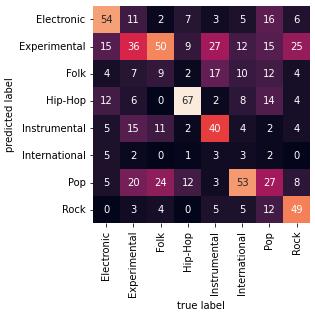 Electronic 54 11 2 7 3 5 16 6
Experimental 15 36 50 9 27 12 15 25
Folk 4 7 9 2 17 10 12 4
Hip-Hop 12 6 0 67 2 8 14 4
Instrumental 5 15 11 2 40 4 2 4
International 5 2 0 1 3 3 2 0
Pop 5 20 24 12 3 53 27 8
Rock 0 3 4 0 5 5 12 49
predicted label
Electronic
Experimental
Folk
Hip-Hop
Instrumental
International
Pop
Rock
true label